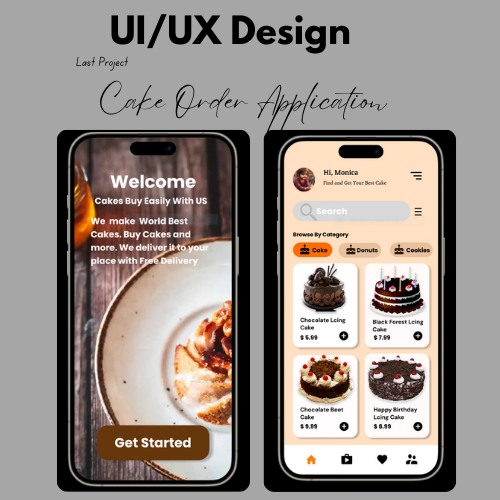 UI/UX Design
Last Project
Cake Order Application
Welcome
Cakes Buy Easily With US
We make World Best
Cakes. Buy Cakes and
more. We deliver it to your
place with Free Delivery
Get Started
Hi, Monica
Find and Get Your Best Cake
Search
Browse By Category
Cake
Donuts
Cookies
Chocolate Lcing
Cake
$ 6.99
Black Forest Lcing
Cake
$ 7.99
Chocolate Beet
Cake
$ 9.99
Happy Birthday
Lcing Cake
$ 8.99